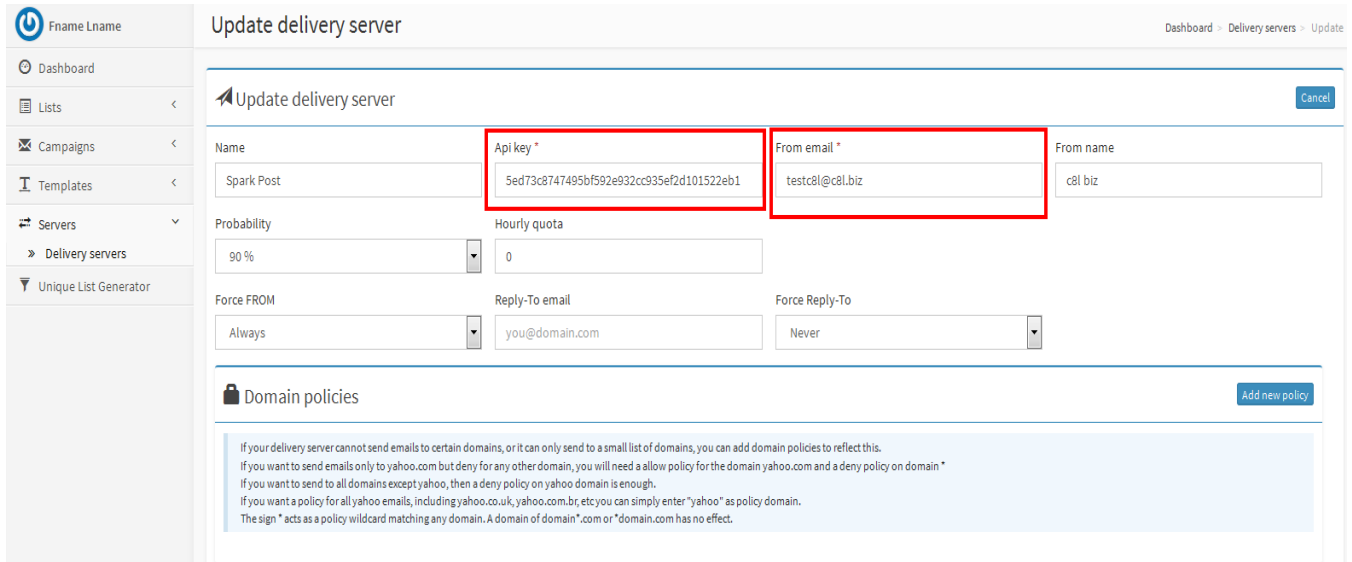 Fname Lname
Update delivery server
Dashboard > Delivery servers > Update
Dashboard
Lists
Campaigns
Templates
Servers
» Delivery servers
Unique List Generator
Update delivery server
Cancel
Name
Api key *
From email *
From name
Spark Post
5ed73c8747495bf592e932cc935ef2d101522eb1
testc8l@c8l.biz
c8l biz
Probability
Hourly quota
90 %
0
Force FROM
Reply-To email
Force Reply-To
Always
you@domain.com
Never
Domain policies
Add new policy
If your delivery server cannot send emails to certain domains, or it can only send to a small list of domains, you can add domain policies to reflect this.
If you want to send emails only to yahoo.com but deny for any other domain, you will need a allow policy for the domain yahoo.com and a deny policy on domain *
If you want to send to all domains except yahoo, then a deny policy on yahoo domain is enough.
If you want a policy for all yahoo emails, including yahoo.co.uk, yahoo.com.br, etc you can simply enter "yahoo" as policy domain.
The sign * acts as a policy wildcard matching any domain. A domain of domain*.com or *domain.com has no effect.